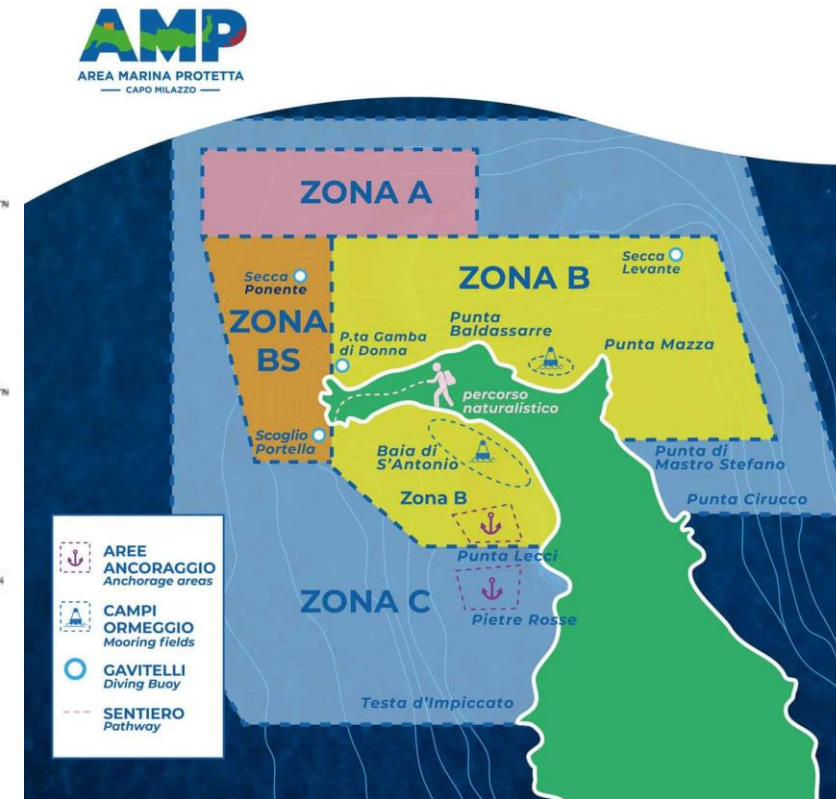 AMP
AREA MARINA PROTETTA
CAPO MILAZZO
ZONA A
Secca
Ponente
ZONA B
Secca
Levante
ZONA
BS
P.ta Gamba
di Donna
Punta
Baldassarre
Punta Mazza
percorso
naturalistico
Scoglio
Portella
Baia di
S'Antonio
Punta di
Mastro Stefano
Zona B
Punta Cirucco
Punta Lecci
ZONA C
Pietre Rosse
Testa d'Impiccato
AREE
ANCORAGGIO
Anchorage areas
CAMPI
ORMEGGIO
Mooring fields
GAVITELLI
Diving Buoy
SENTIERO
Pathway